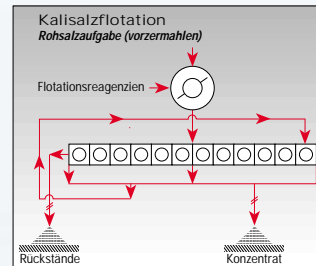 Kalisalzflotation
Rohsalzaufgabe (vorzermahlen)
Flotationsreagenzien
Rückstände
Konzentrat